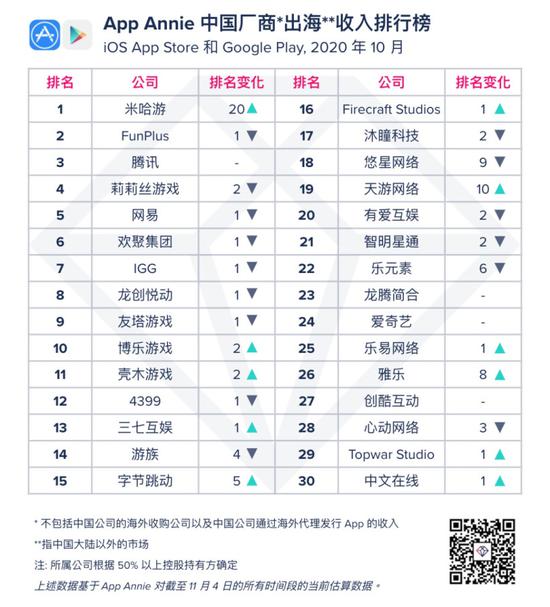 App Annie 中国厂商*出海**收入排行榜
iOS App Store 和 Google Play, 2020 年 10 月
排名 公司 排名变化 排名 公司 排名变化
1 米哈游 20▲ 16 Firecraft Studios 1 ▲
2 FunPlus 1 ▼ 17 沐瞳科技 2 ▼
3 腾讯 - 18 悠星网络 9 ▼
4 莉莉丝游戏 2 ▼ 19 天游网络 10 ▲
5 网易 1 ▼ 20 有爱互娱 2 ▼
6 欢聚集团 1 ▼ 21 智明星通 2 ▼
7 IGG 1 ▼ 22 乐元素 6 ▼
8 龙创悦动 1 ▼ 23 龙腾简合 -
9 友塔游戏 1 ▼ 24 爱奇艺 -
10 博乐游戏 2 ▲ 25 乐易网络 1 ▲
11 壳木游戏 2 ▲ 26 雅乐 8 ▲
12 4399 1 ▼ 27 创酷互动 -
13 三七互娱 1 ▲ 28 心动网络 3 ▼
14 游族 4 ▼ 29 Topwar Studio 1 ▲
15 字节跳动 5 ▲ 30 中文在线 1 ▲
* 不包括中国公司的海外收购公司以及中国公司通过海外代理发行 App 的收入
**指中国大陆以外的市场
注: 所属公司根据 50% 以上控股持有方确定
上述数据基于 App Annie 对截至 11 月 4 日的所有时间段的当前估算数据。